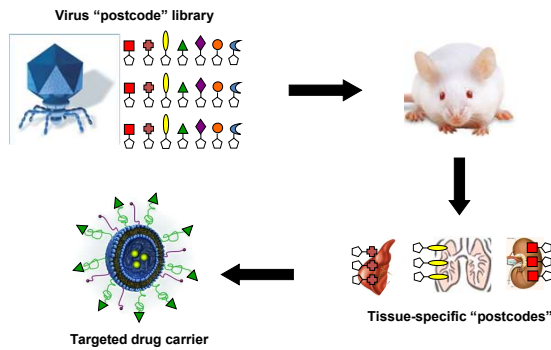 Virus “postcode” library
Tissue-specific “postcodes”
Targeted drug carrier